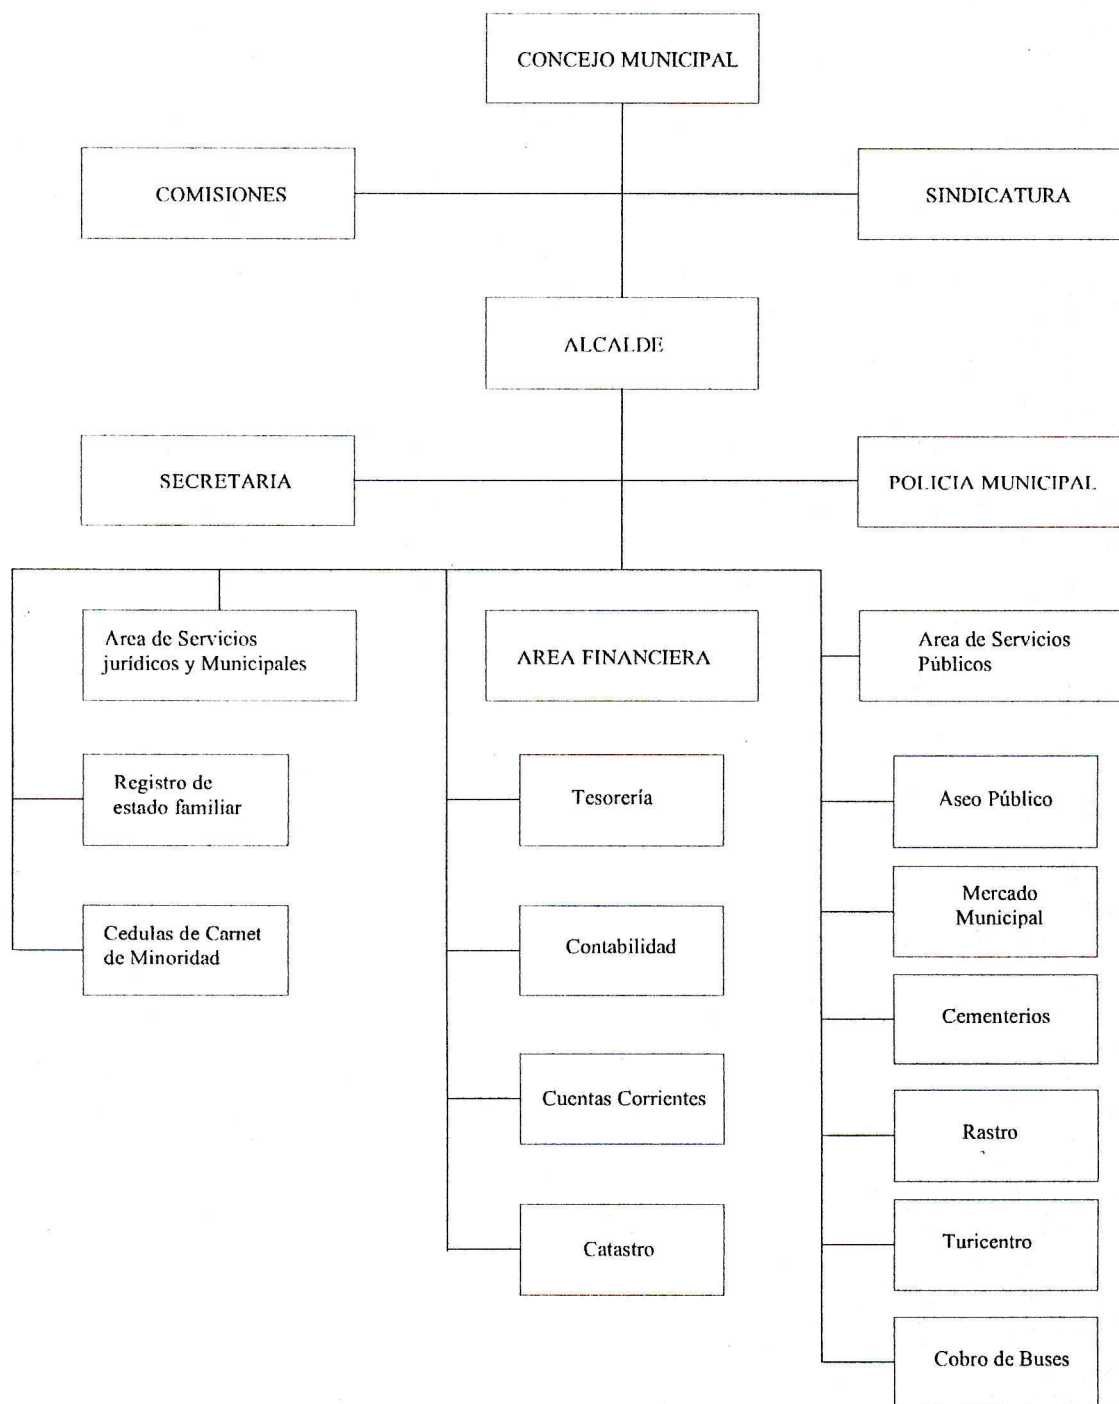 CONCEJO MUNICIPAL
COMISIONES
SINDICATURA
ALCALDE
SECRETARIA
POLICIA MUNICIPAL
Area de Servicios
jurídicos y Municipales
AREA FINANCIERA
Area de Servicios
Públicos
Registro de
estado familiar
Tesorería
Aseo Público
Mercado
Municipal
Cedulas de Carnet
de Minoridad
Contabilidad
Cementerios
Cuentas Corrientes
Rastro
Catastro
Turicentro
Cobro de Buses